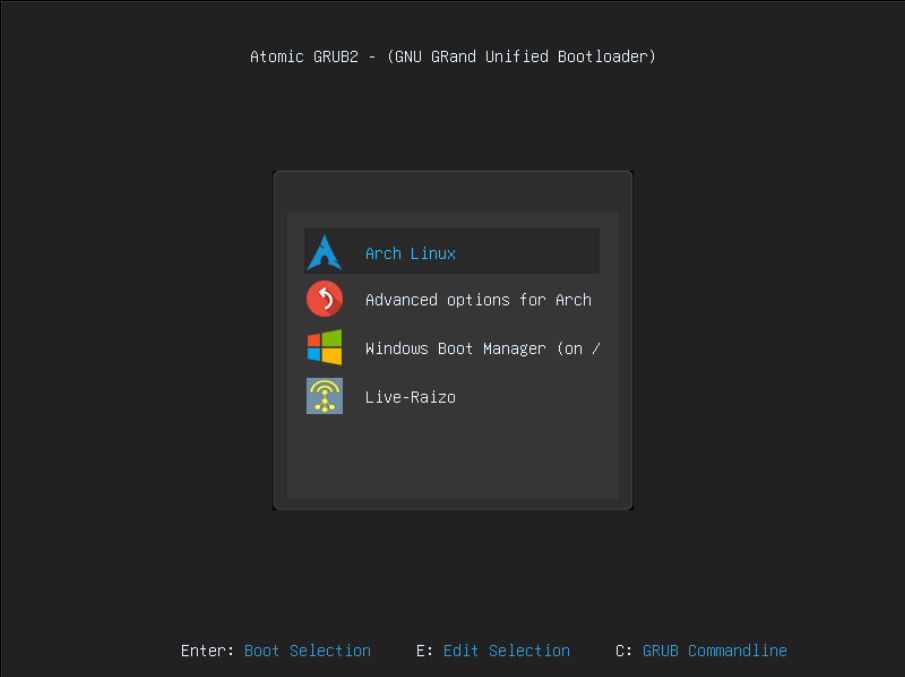 Atomic GRUB2 - (GNU GRand Unified Bootloader)
Arch Linux
Advanced options for Arch
Windows Boot Manager (on /
Live-Raizo
Enter: Boot Selection E: Edit Selection C: GRUB Commandline